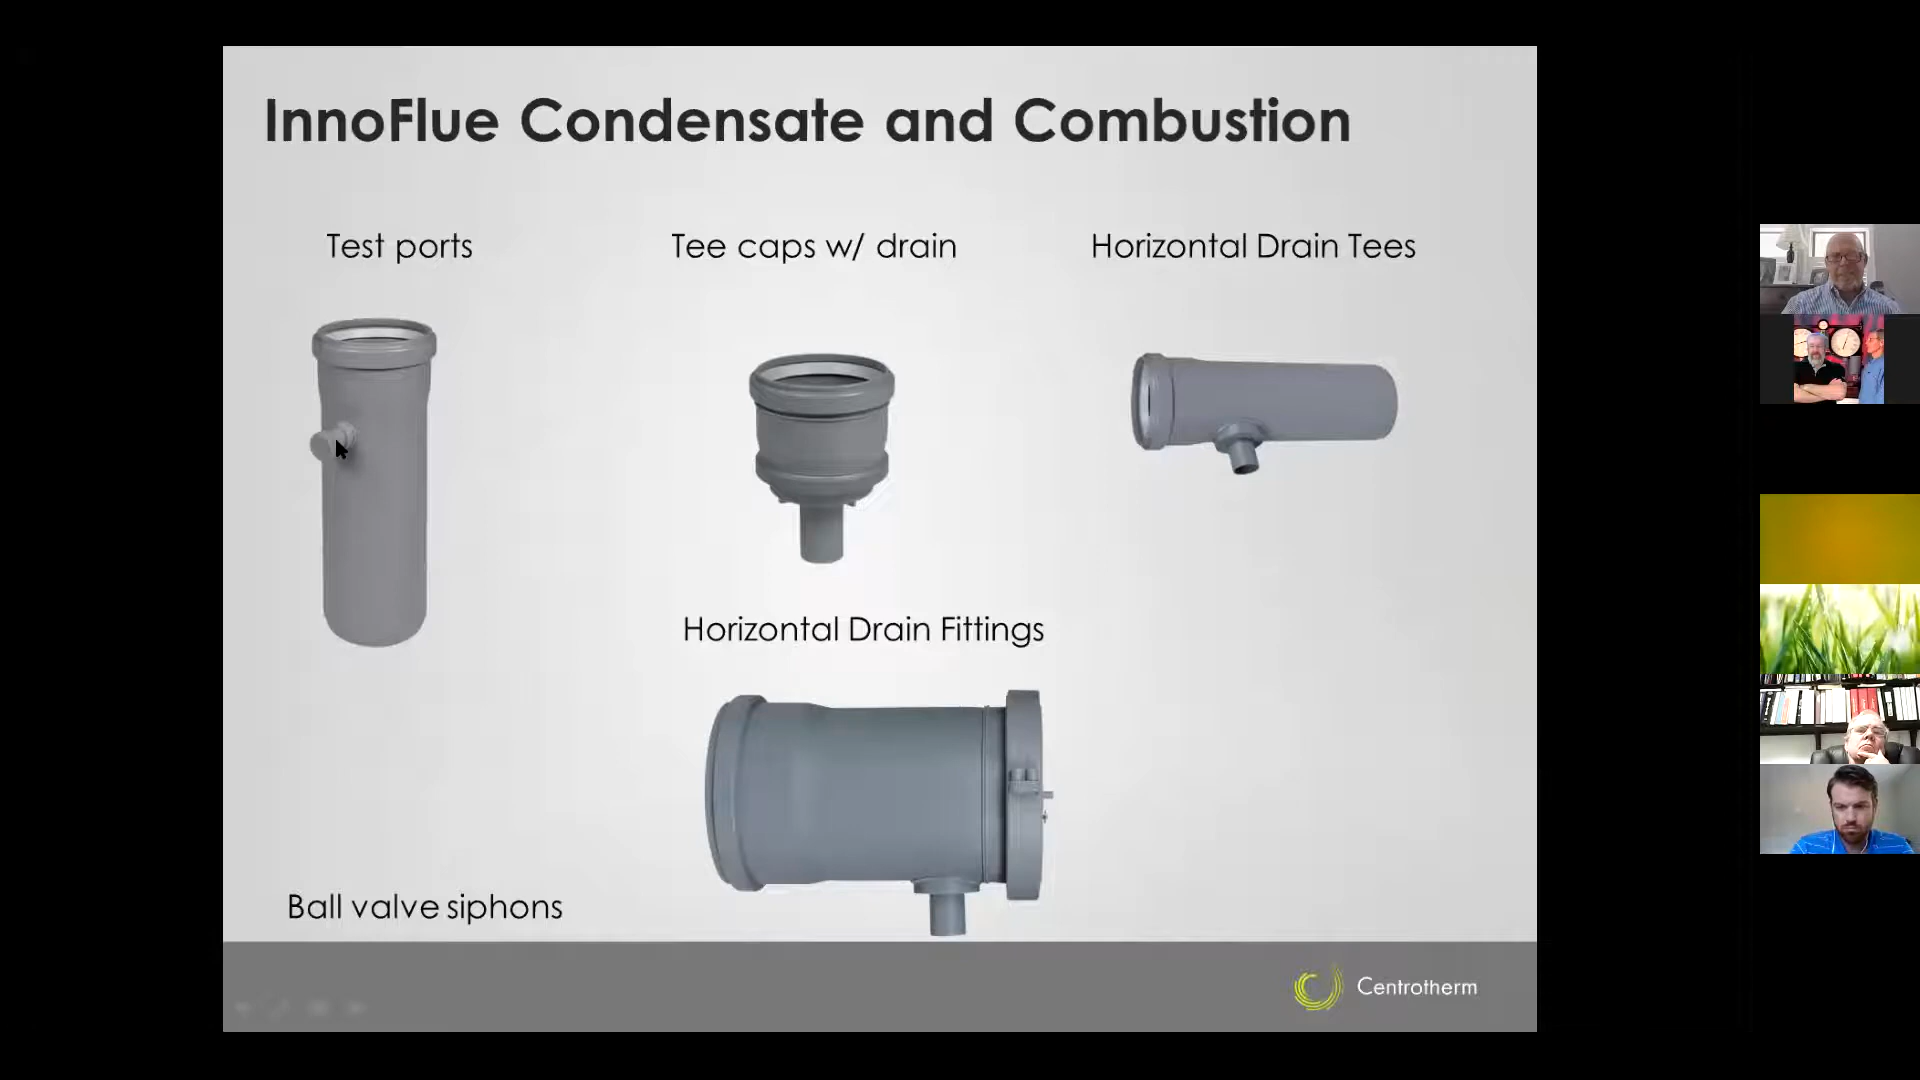 InnoFlue Condensate and Combustion
Test ports
Tee caps w/ drain
Horizontal Drain Tees
Horizontal Drain Fittings
Ball valve siphons
Centrotherm